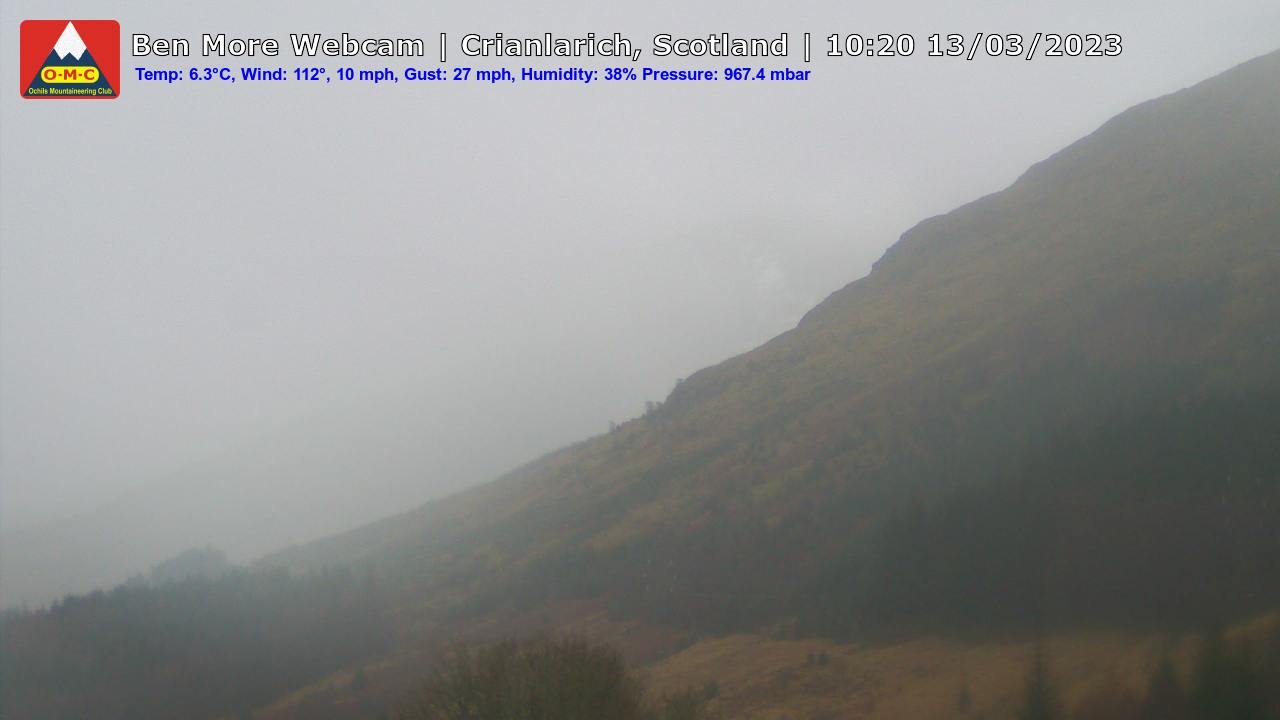 Ben More Webcam | Crianlarich, Scotland | 10:20 13/03/2023
Temp: 6.3°C, Wind: 112°, 10 mph, Gust: 27 mph, Humidity: 38% Pressure: 967.4 mbar
O·M·C
Ochils Mountaineering Club